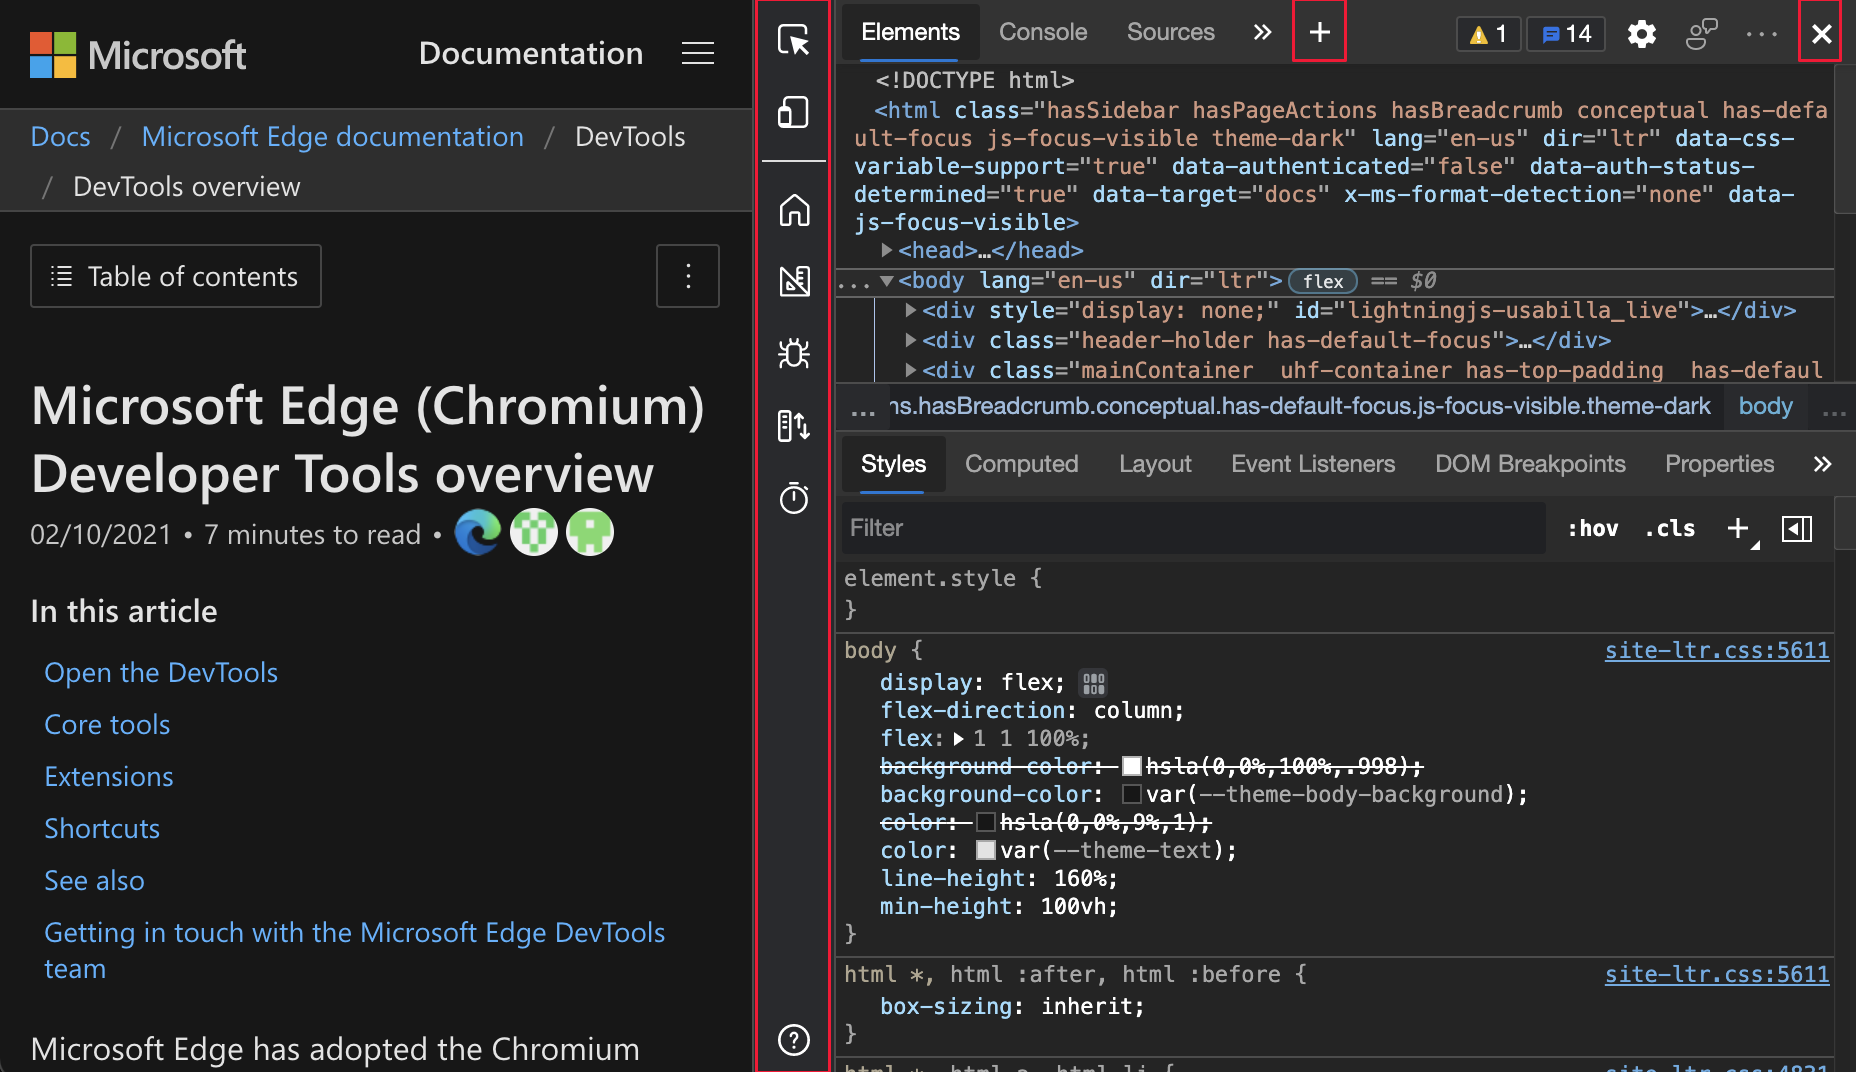 Microsoft
Documentation
Docs / Microsoft Edge documentation / DevTools
/ DevTools overview
Table of contents
Microsoft Edge (Chromium)
Developer Tools overview
02/10/2021 • 7 minutes to read •
In this article
Open the DevTools
Core tools
Extensions
Shortcuts
See also
Getting in touch with the Microsoft Edge DevTools
team
Microsoft Edge has adopted the Chromium
Elements Console Sources
1 14
<!DOCTYPE html>
<html class="hasSidebar hasPageActions hasBreadcrumb conceptual has-defa
ult-focus js-focus-visible theme-dark" lang="en-us" dir="ltr" data-css-
variable-support="true" data-authenticated="false" data-auth-status-
determined="true" data-target="docs" x-ms-format-detection="none" data-
js-focus-visible>
<head>…</head>
... <body lang="en-us" dir="ltr"> flex == $0
<div style="display: none;" id="lightningjs-usabilla_live">…</div>
<div class="header-holder has-default-focus">…</div>
<div class="mainContainer  uhf-container has-top-padding  has-defaul
... ns.hasBreadcrumb.conceptual.has-default-focus.js-focus-visible.theme-dark body ...
Styles Computed Layout Event Listeners DOM Breakpoints Properties
Filter :hov .cls
element.style {
}
body { site-ltr.css:5611
display: flex;
flex-direction: column;
flex: 1 1 100%;
background-color: hsla(0,0%,100%,.998);
background-color: var(--theme-body-background);
color: hsla(0,0%,9%,1);
color: var(--theme-text);
line-height: 160%;
min-height: 100vh;
}
html *, html :after, html :before { site-ltr.css:5611
box-sizing: inherit;
}